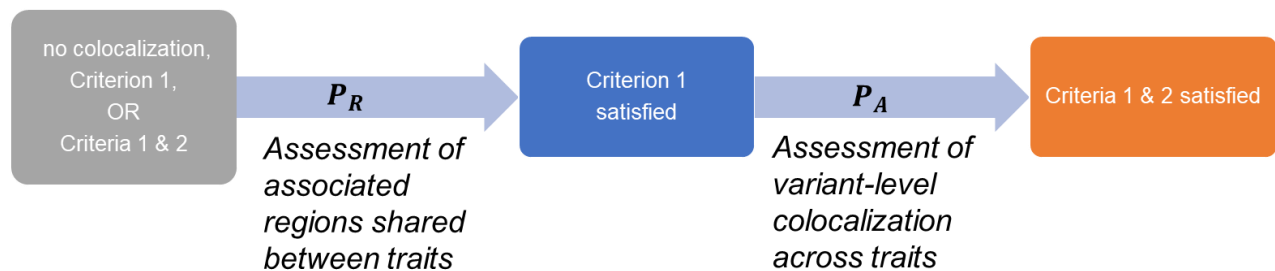 no colocalization,
Criterion 1,
OR
Criteria 1 & 2
P_R
Assessment of
associated
regions shared
between traits
Criterion 1
satisfied
P_A
Assessment of
variant-level
colocalization
across traits
Criteria 1 & 2 satisfied